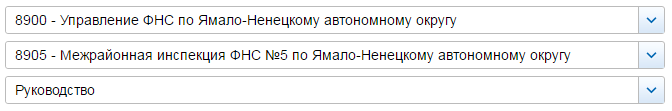 8900 - Управление ФНС по Ямало-Ненецкому автономному округу
8905 - Межрайонная инспекция ФНС №5 по Ямало-Ненецкому автономному округу
Руководство